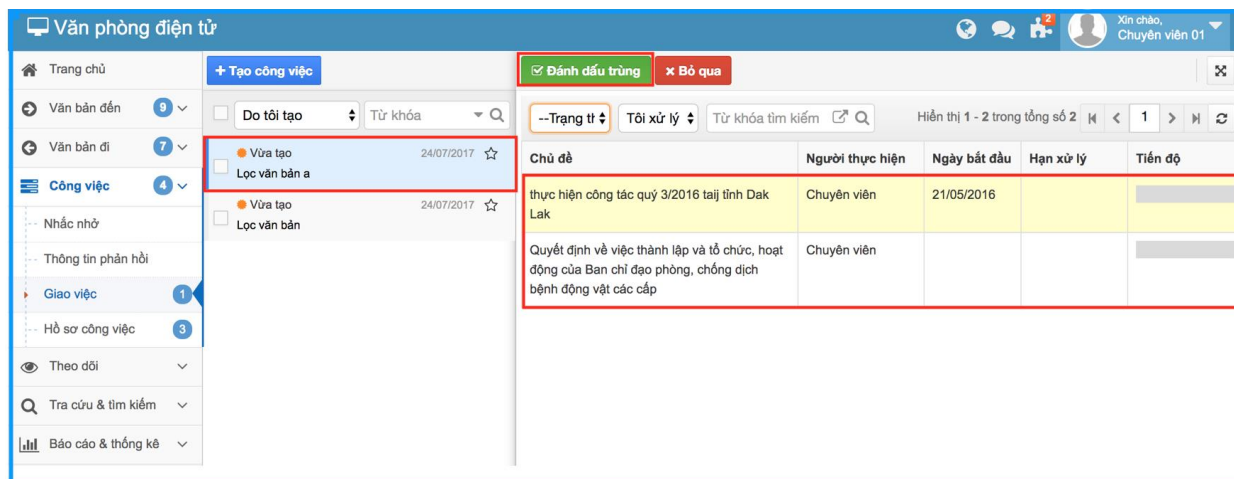 Văn phòng điện tử
2
Xin chào,
Chuyên viên 01
Trang chủ
Văn bản đến 9
Văn bản đi 7
Công việc 4
Nhắc nhở
Thông tin phản hồi
Giao việc 1
Hồ sơ công việc 3
Theo dõi
Tra cứu & tìm kiếm
Báo cáo & thống kê
+ Tạo công việc
Do tôi tạo Từ khóa
Vừa tạo 24/07/2017
Lọc văn bản a
Vừa tạo 24/07/2017
Lọc văn bản
Đánh dấu trùng × Bỏ qua
--Trạng th Tôi xử lý Từ khóa tìm kiếm Hiển thị 1 - 2 trong tổng số 2 1
Chủ đề Người thực hiện Ngày bắt đầu Hạn xử lý Tiến độ
thực hiện công tác quý 3/2016 taij tỉnh Dak Chuyên viên 21/05/2016
Lak
Quyết định về việc thành lập và tổ chức, hoạt Chuyên viên
động của Ban chỉ đạo phòng, chống dịch
bệnh động vật các cấp